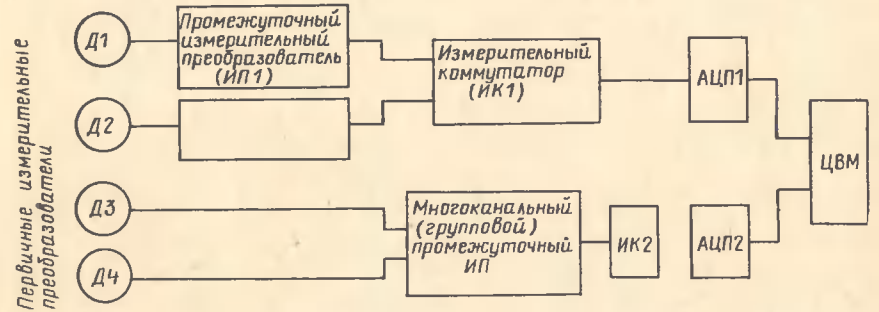 Первичные измерительные
преобразователи
Д1
Промежуточный
измерительный
преобразователь
(ИП1)
Измерительный
коммутатор
(ИК1)
АЦП1
Д2
ЦВМ
Д3
Многоканальный
(групповой)
промежуточный
ИП
ИК2
АЦП2
Д4